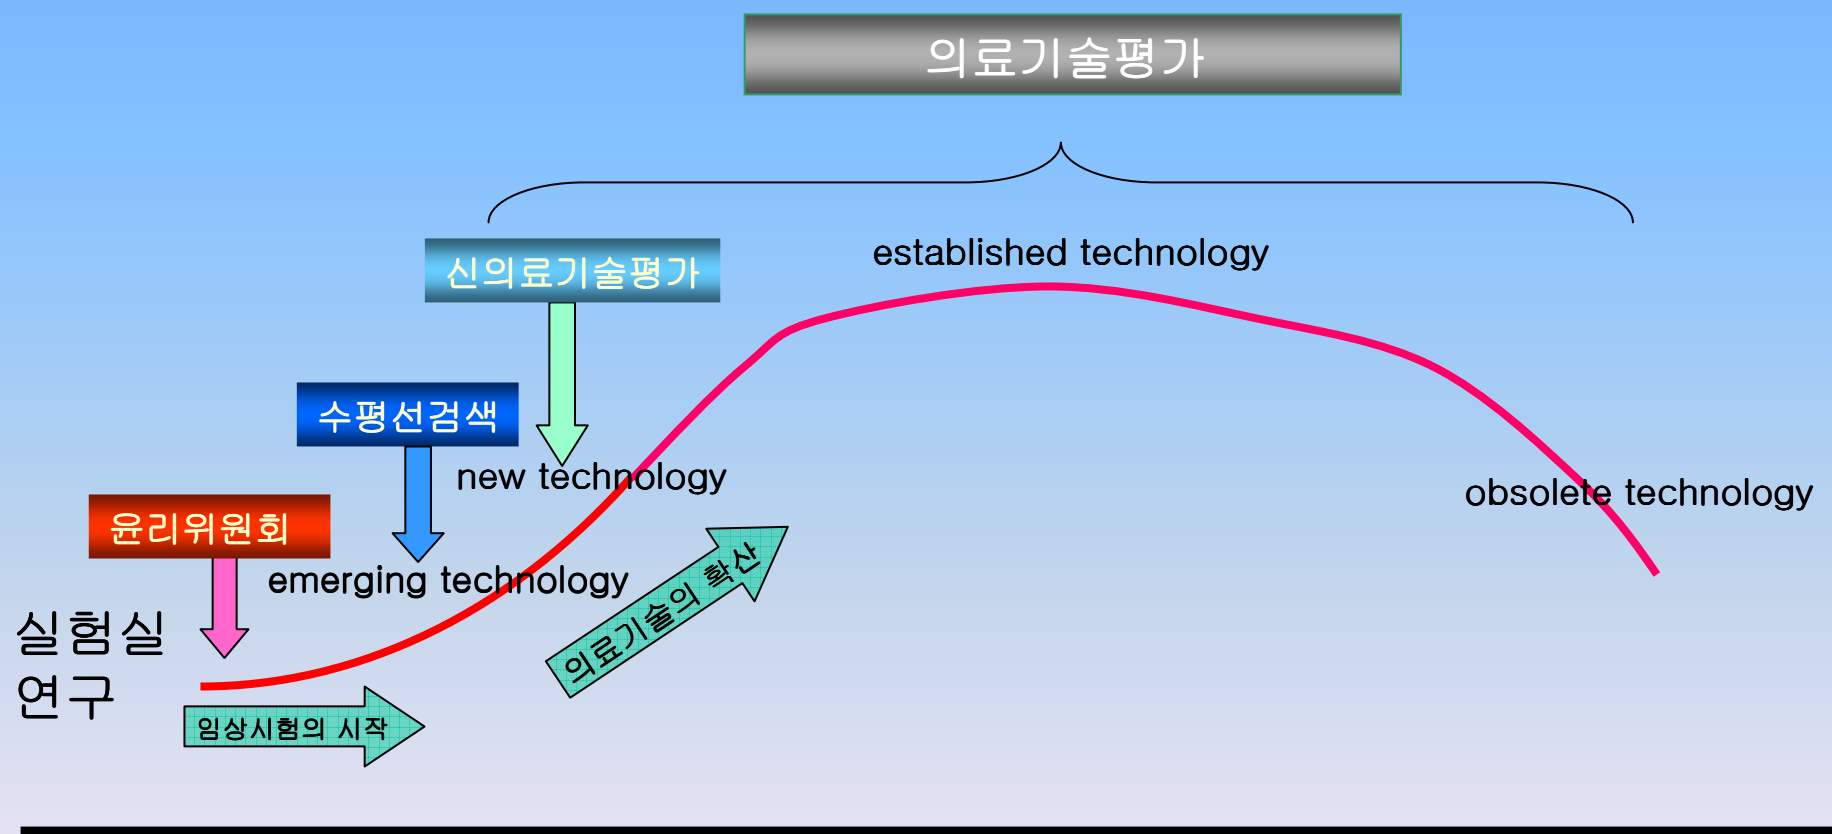 의료기술평가
established technology
신의료기술평가
수평선검색
new technology
obsolete technology
윤리위원회
emerging technology
의료기술의 확산
실험실
연구
임상시험의 시작